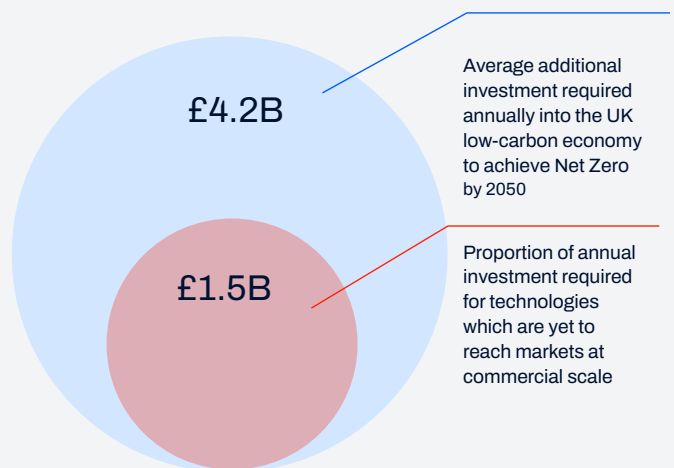 £4.2B
Average additional
investment required
annually into the UK
low-carbon economy
to achieve Net Zero
by 2050
£1.5B
Proportion of annual
investment required
for technologies
which are yet to
reach markets at
commercial scale